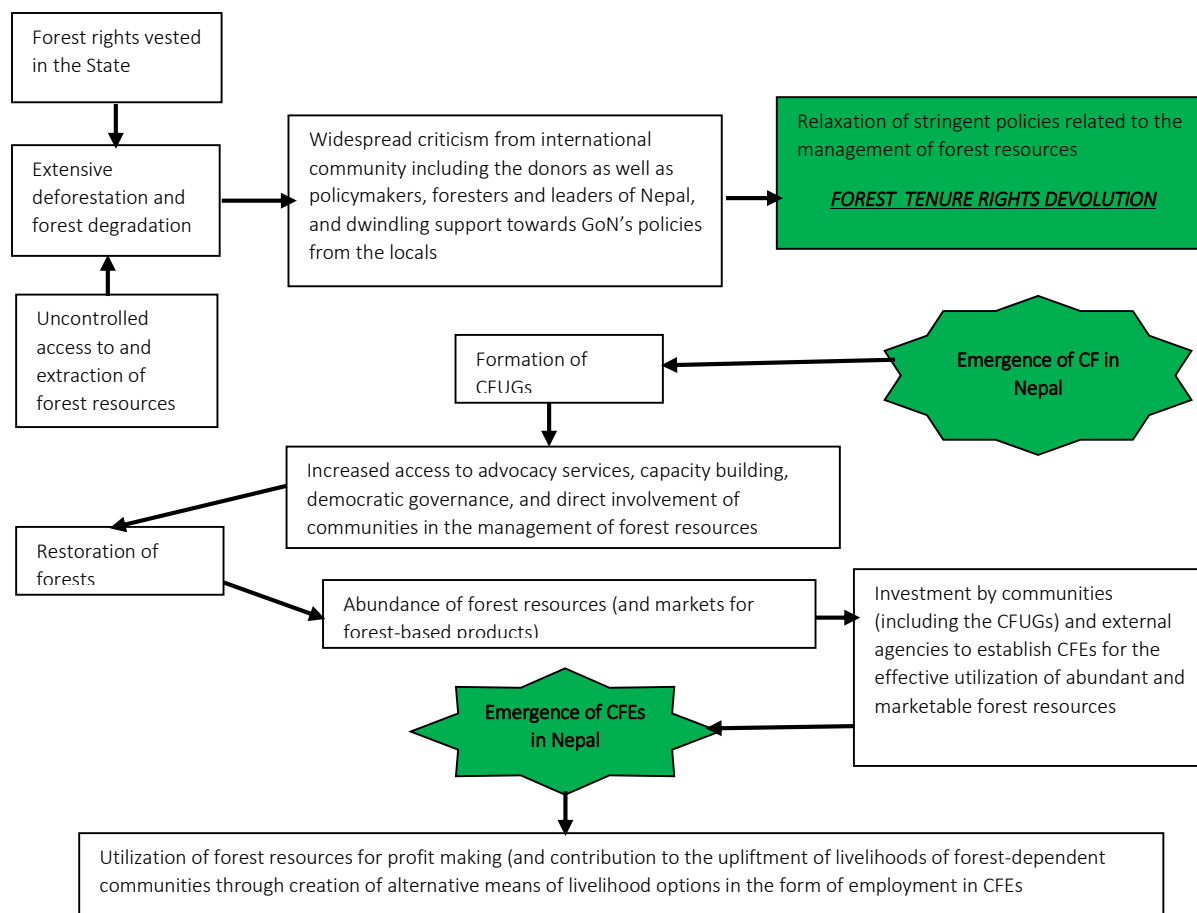 Forest rights vested
in the State
Extensive
deforestation and
forest degradation
Uncontrolled
access to and
extraction of
forest resources
Widespread criticism from international
community including the donors as well as
policymakers, foresters and leaders of Nepal,
and dwindling support towards GoN's policies
from the locals
Relaxation of stringent policies related to the
management of forest resources
FOREST TENURE RIGHTS DEVOLUTION
Emergence of CF in
Nepal
Formation of
CFUGs
Increased access to advocacy services, capacity building,
democratic governance, and direct involvement of
communities in the management of forest resources
Restoration of
forests
Abundance of forest resources (and markets for
forest-based products)
Investment by communities
(including the CFUGs) and external
agencies to establish CFEs for the
effective utilization of abundant and
marketable forest resources
Emergence of CFEs
in Nepal
Utilization of forest resources for profit making (and contribution to the upliftment of livelihoods of forest-dependent
communities through creation of alternative means of livelihood options in the form of employment in CFEs